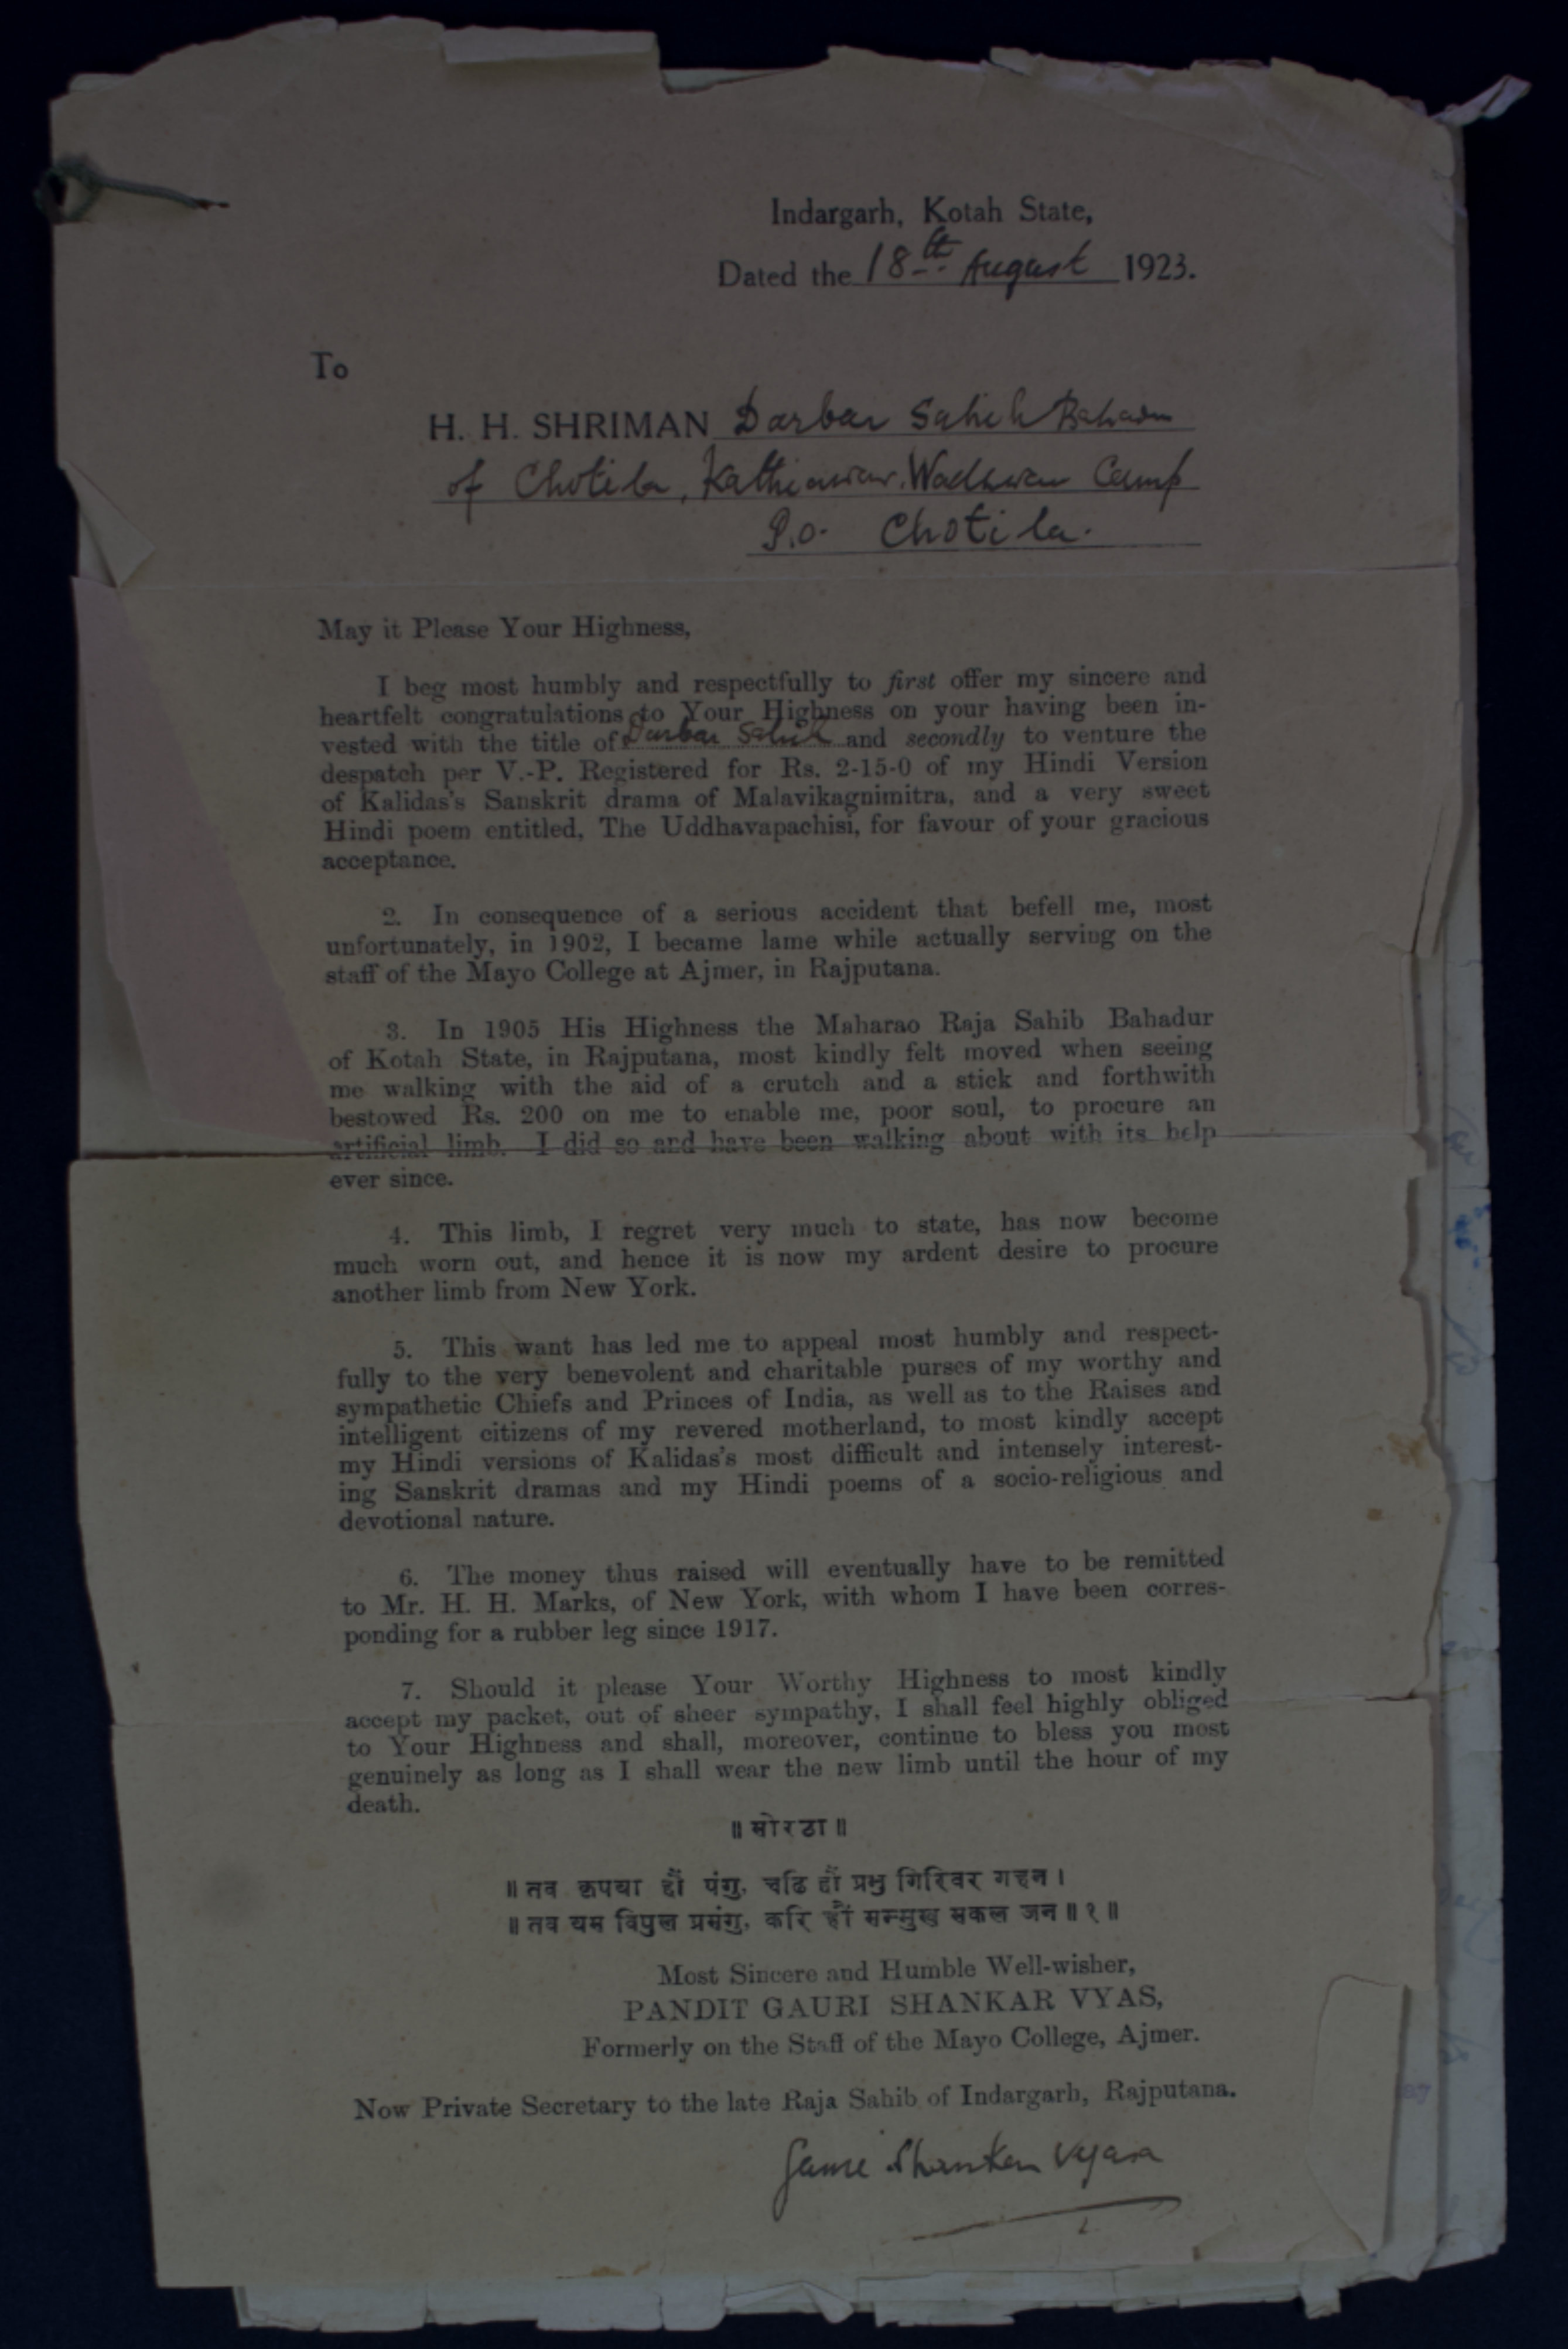 Indargarh, Kotah State,
Dated the 18th August 1923.
To
H. H. SHRIMAN Darbar Saheb Bahadur
of Chotila, Kathiawar. Wadhwan Camp
P.O. Chotila.
May it Please Your Highness,
I beg most humbly and respectfully to first offer my sincere and
heartfelt congratulations to Your Highness on your having been in-
vested with the title of Darbar Saheb and secondly to venture the
despatch per V.-P. Registered for Rs. 2-15-0 of my Hindi Version
of Kalidas's Sanskrit drama of Malavikagnimitra, and a very sweet
Hindi poem entitled, The Uddhavapachisi, for favour of your gracious
acceptance.
2. In consequence of a serious accident that befell me, most
unfortunately, in 1902, I became lame while actually serving on the
staff of the Mayo College at Ajmer, in Rajputana.
3. In 1905 His Highness the Maharao Raja Sahib Bahadur
of Kotah State, in Rajputana, most kindly felt moved when seeing
me walking with the aid of a crutch and a stick and forthwith
bestowed Rs. 200 on me to enable me, poor soul, to procure an
artificial limb. I did so and have been walking about with its help
ever since.
4. This limb, I regret very much to state, has now become
much worn out, and hence it is now my ardent desire to procure
another limb from New York.
5. This want has led me to appeal most humbly and respect-
fully to the very benevolent and charitable purses of my worthy and
sympathetic Chiefs and Princes of India, as well as to the Raises and
intelligent citizens of my revered motherland, to most kindly accept
my Hindi versions of Kalidas's most difficult and intensely interest-
ing Sanskrit dramas and my Hindi poems of a socio-religious and
devotional nature.
6. The money thus raised will eventually have to be remitted
to Mr. H. H. Marks, of New York, with whom I have been corres-
ponding for a rubber leg since 1917.
7. Should it please Your Worthy Highness to most kindly
accept my packet, out of sheer sympathy, I shall feel highly obliged
to Your Highness and shall, moreover, continue to bless you most
genuinely as long as I shall wear the new limb until the hour of my
death.
॥ सोरठा ॥
॥ तव कृपया हौं पंगु, चढि हौं प्रभु गिरिवर गहन ।
॥ तव यस विपुल प्रसंगु, करि हौं सन्मुख सकल जन ॥ १ ॥
Most Sincere and Humble Well-wisher,
PANDIT GAURI SHANKAR VYAS,
Formerly on the Staff of the Mayo College, Ajmer.
Now Private Secretary to the late Raja Sahib of Indargarh, Rajputana.
Gauri Shanker Vyasa